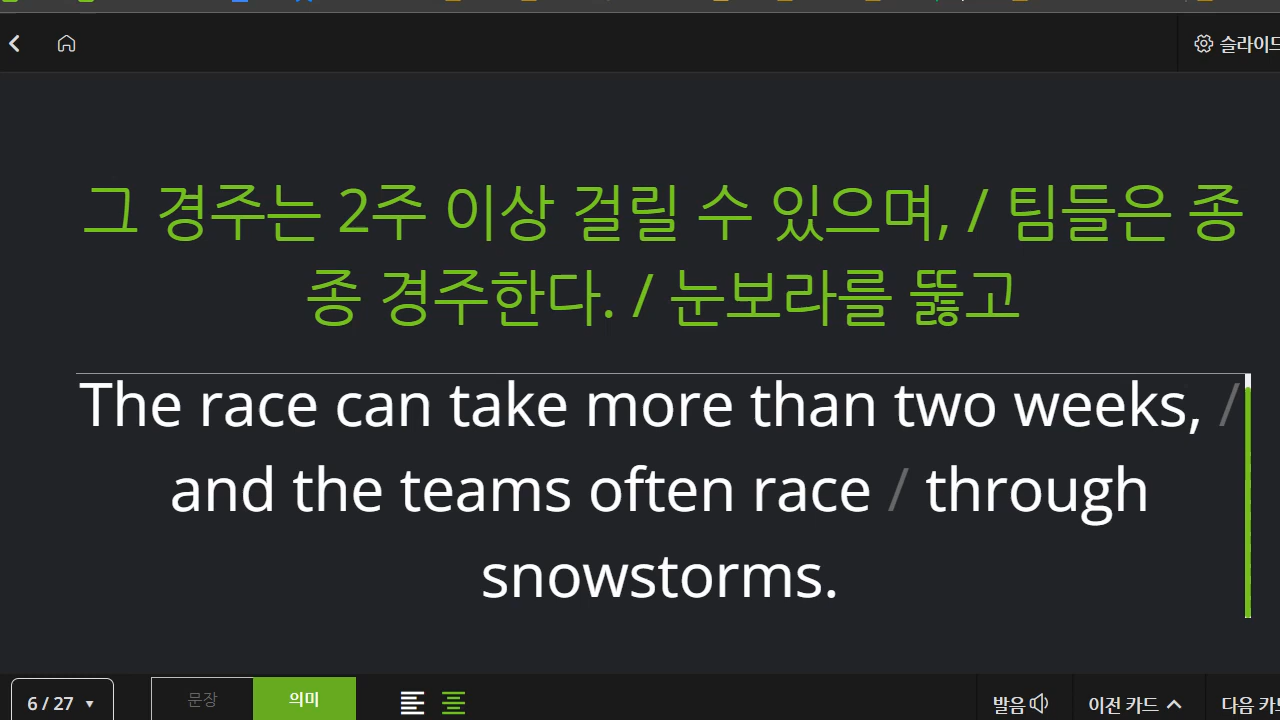 슬라이드
그 경주는 2주 이상 걸릴 수 있으며, / 팀들은 종
종 경주한다. / 눈보라를 뚫고
The race can take more than two weeks, /
and the teams often race / through
snowstorms.
6 / 27
문장
의미
발음
이전 카드
다음 카드